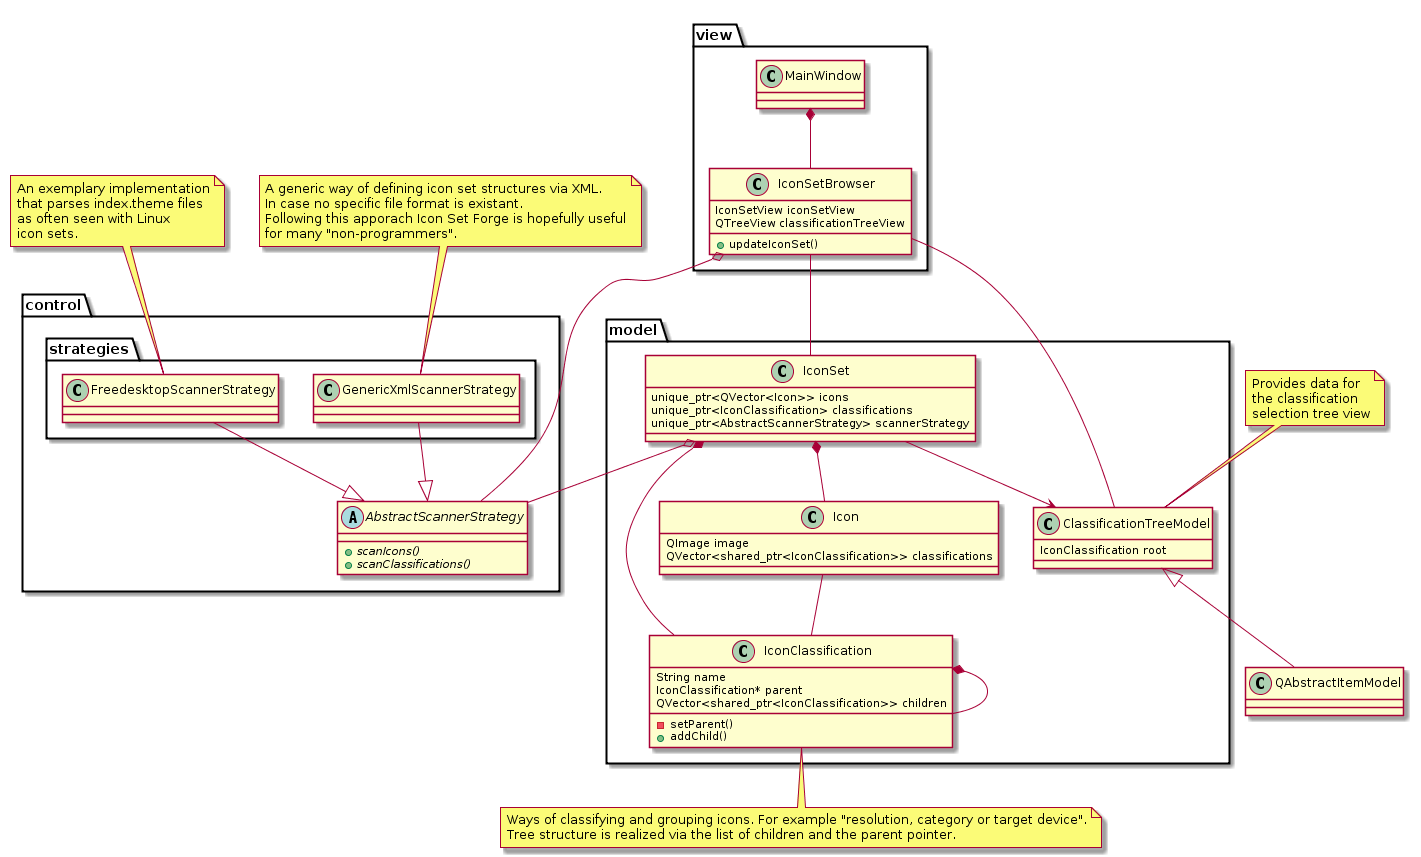 view
C MainWindow
C IconSetBrowser
IconSetView iconSetView
QTreeView classificationTreeView
updateIconSet()
An exemplary implementation
that parses index.theme files
as often seen with Linux
icon sets.
A generic way of defining icon set structures via XML.
In case no specific file format is existant.
Following this apporach Icon Set Forge is hopefully useful
for many "non-programmers".
control
strategies
C FreedesktopScannerStrategy
C GenericXmlScannerStrategy
A AbstractScannerStrategy
scanIcons()
scanClassifications()
model
C IconSet
unique_ptr<QVector<Icon>> icons
unique_ptr<IconClassification> classifications
unique_ptr<AbstractScannerStrategy> scannerStrategy
Provides data for
the classification
selection tree view
C Icon
QImage image
QVector<shared_ptr<IconClassification>> classifications
C ClassificationTreeModel
IconClassification root
C IconClassification
String name
IconClassification* parent
QVector<shared_ptr<IconClassification>> children
setParent()
addChild()
C QAbstractItemModel
Ways of classifying and grouping icons. For example "resolution, category or target device".
Tree structure is realized via the list of children and the parent pointer.